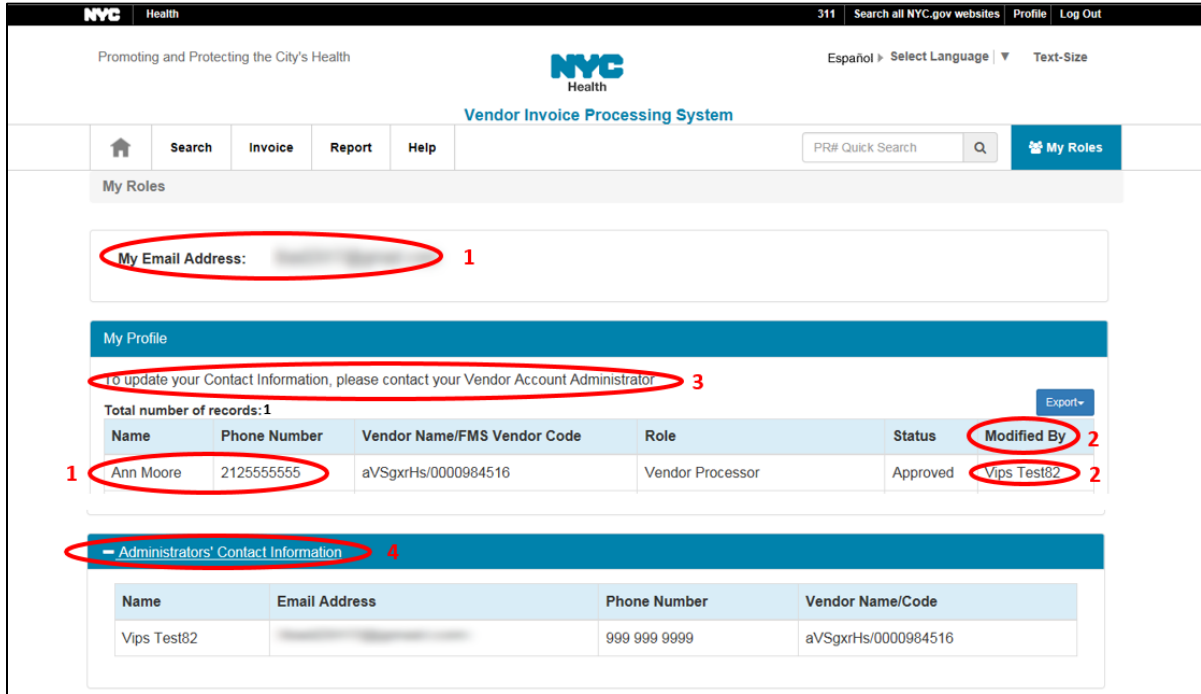 NYC Health 311 Search all NYC.gov websites Profile Log Out
Promoting and Protecting the City's Health
NYC
Health
Español Select Language ▼ Text-Size
Vendor Invoice Processing System
Search Invoice Report Help PR# Quick Search My Roles
My Roles
My Email Address: 1
My Profile
To update your Contact Information, please contact your Vendor Account Administrator 3
Export
Total number of records:1
Name Phone Number Vendor Name/FMS Vendor Code Role Status Modified By 2
1 Ann Moore 2125555555 aVSgxrHs/0000984516 Vendor Processor Approved Vips Test82 2
Administrators' Contact Information 4
Name Email Address Phone Number Vendor Name/Code
Vips Test82 999 999 9999 aVSgxrHs/0000984516